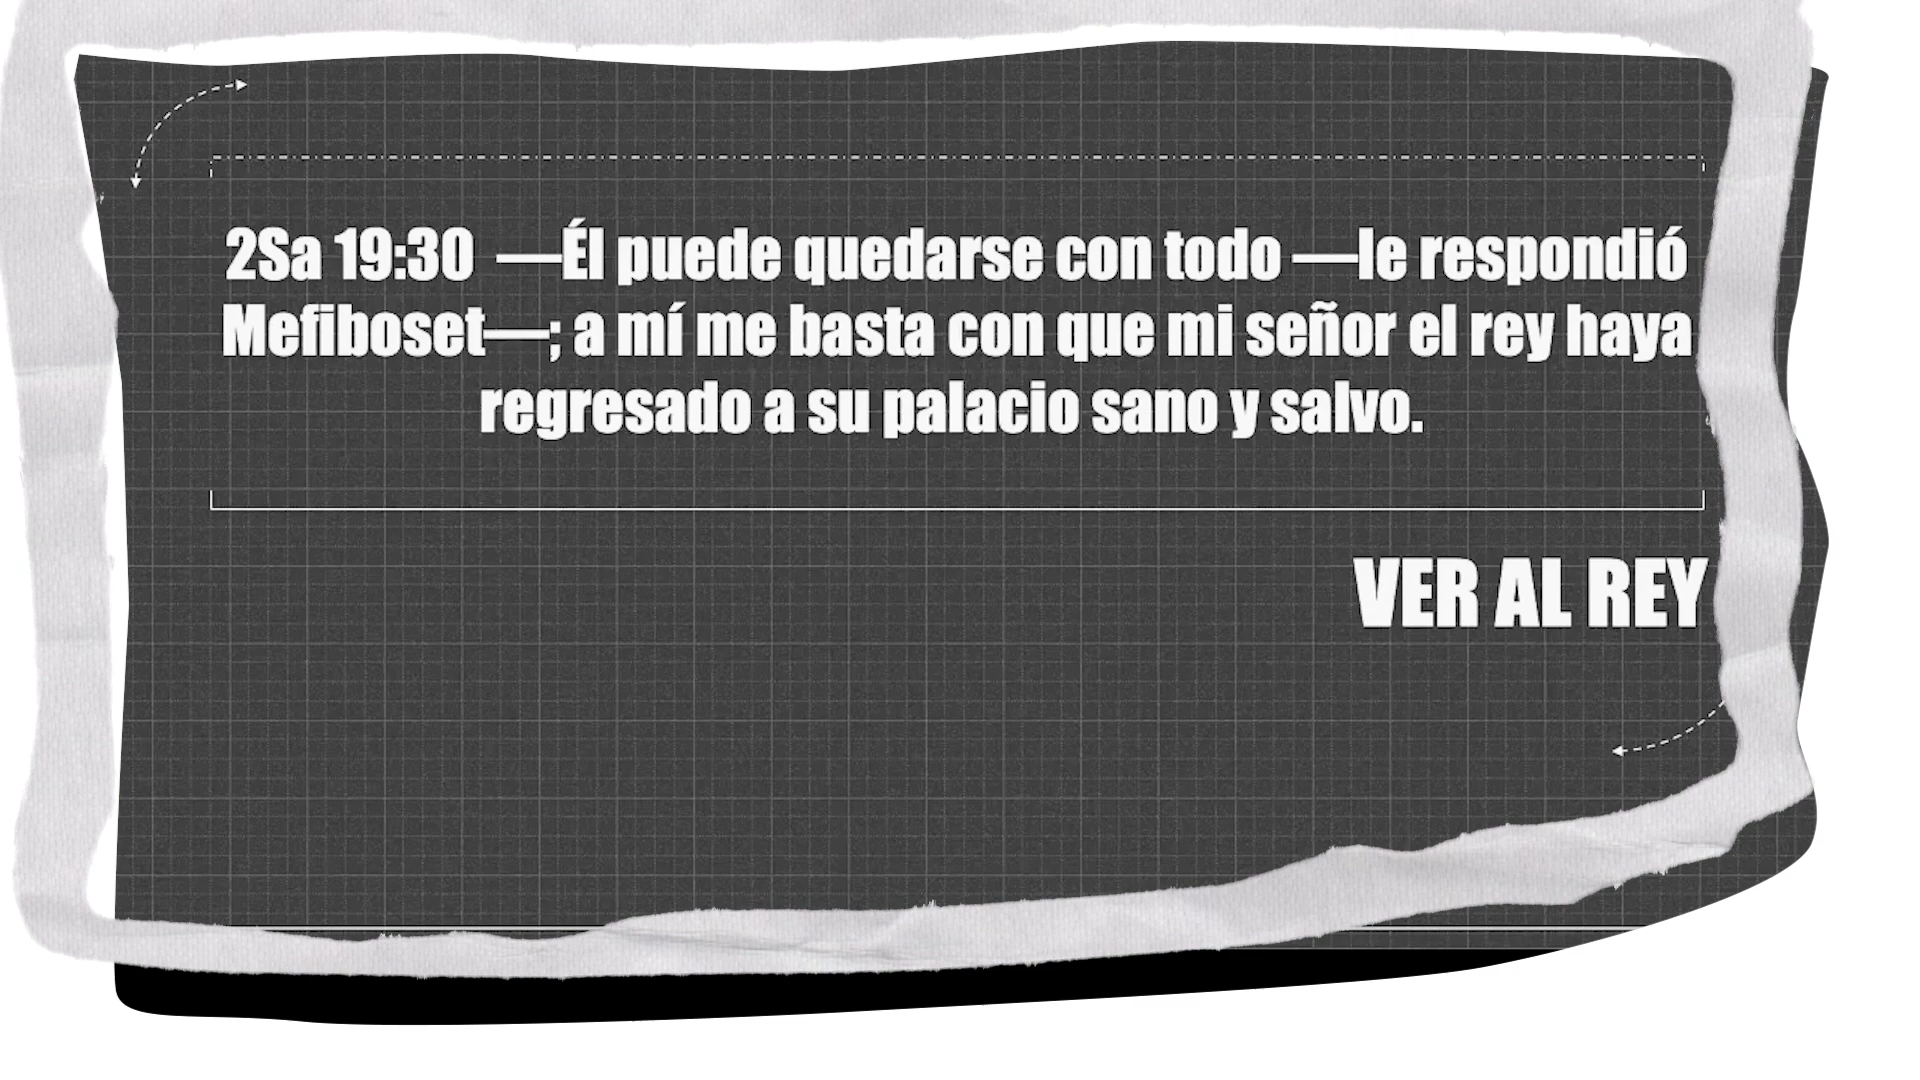 2Sa 19:30 —Él puede quedarse con todo —le respondió
Mefiboset—; a mí me basta con que mi señor el rey haya
regresado a su palacio sano y salvo.
VER AL REY